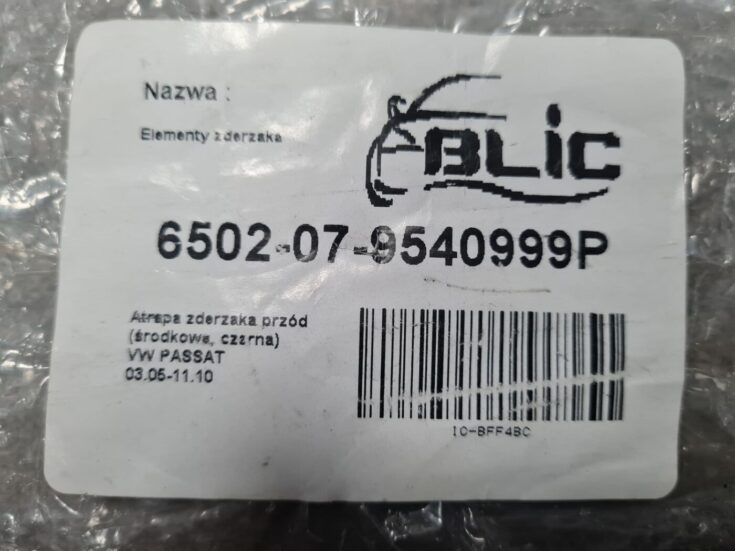 Nazwa :
BLIC
Elementy zderzaka
6502-07-9540999P
Atrapa zderzaka przód
(środkowe, czarna)
VW PASSAT
03.05-11.10
IC-BFF4BC